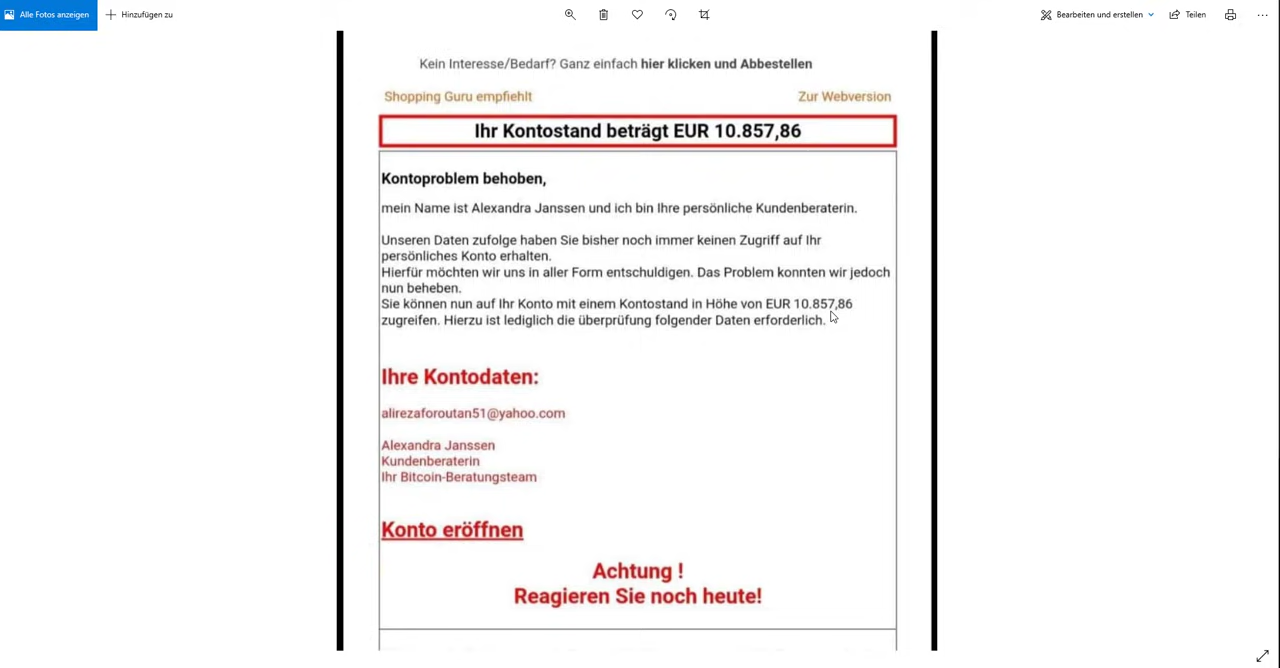 Alle Fotos anzeigen
Hinzufügen zu
Bearbeiten und erstellen
Teilen
Kein Interesse/Bedarf? Ganz einfach hier klicken und Abbestellen
Shopping Guru empfiehlt
Zur Webversion
Ihr Kontostand beträgt EUR 10.857,86
Kontoproblem behoben,
mein Name ist Alexandra Janssen und ich bin Ihre persönliche Kundenberaterin.
Unseren Daten zufolge haben Sie bisher noch immer keinen Zugriff auf Ihr
persönliches Konto erhalten.
Hierfür möchten wir uns in aller Form entschuldigen. Das Problem konnten wir jedoch
nun beheben.
Sie können nun auf Ihr Konto mit einem Kontostand in Höhe von EUR 10.857,86
zugreifen. Hierzu ist lediglich die überprüfung folgender Daten erforderlich.
Ihre Kontodaten:
alirezaforoutan51@yahoo.com
Alexandra Janssen
Kundenberaterin
Ihr Bitcoin-Beratungsteam
Konto eröffnen
Achtung !
Reagieren Sie noch heute!